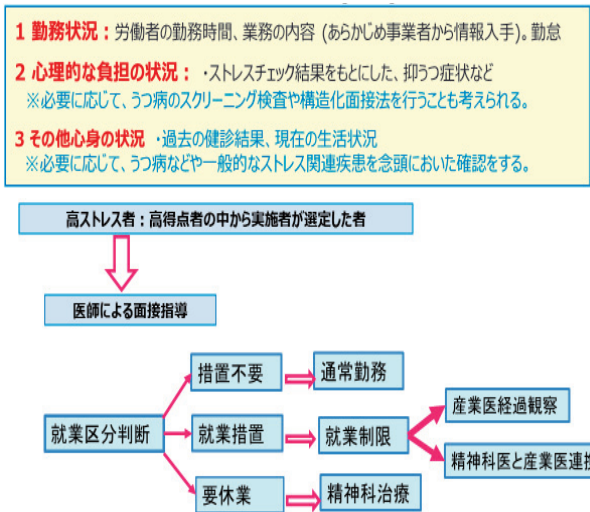 1 勤務状況：労働者の勤務時間、業務の内容 (あらかじめ事業者から情報入手)。勤怠
2 心理的な負担の状況： ・ストレスチェック結果をもとにした、抑うつ症状など
※必要に応じて、うつ病のスクリーニング検査や構造化面接法を行うことも考えられる。
3 その他心身の状況 ・過去の健診結果、現在の生活状況
※必要に応じて、うつ病などや一般的なストレス関連疾患を念頭においた確認をする。
高ストレス者：高得点者の中から実施者が選定した者
医師による面接指導
措置不要
通常勤務
産業医経過観察
就業区分判断
就業措置
就業制限
精神科医と産業医連携
要休業
精神科治療